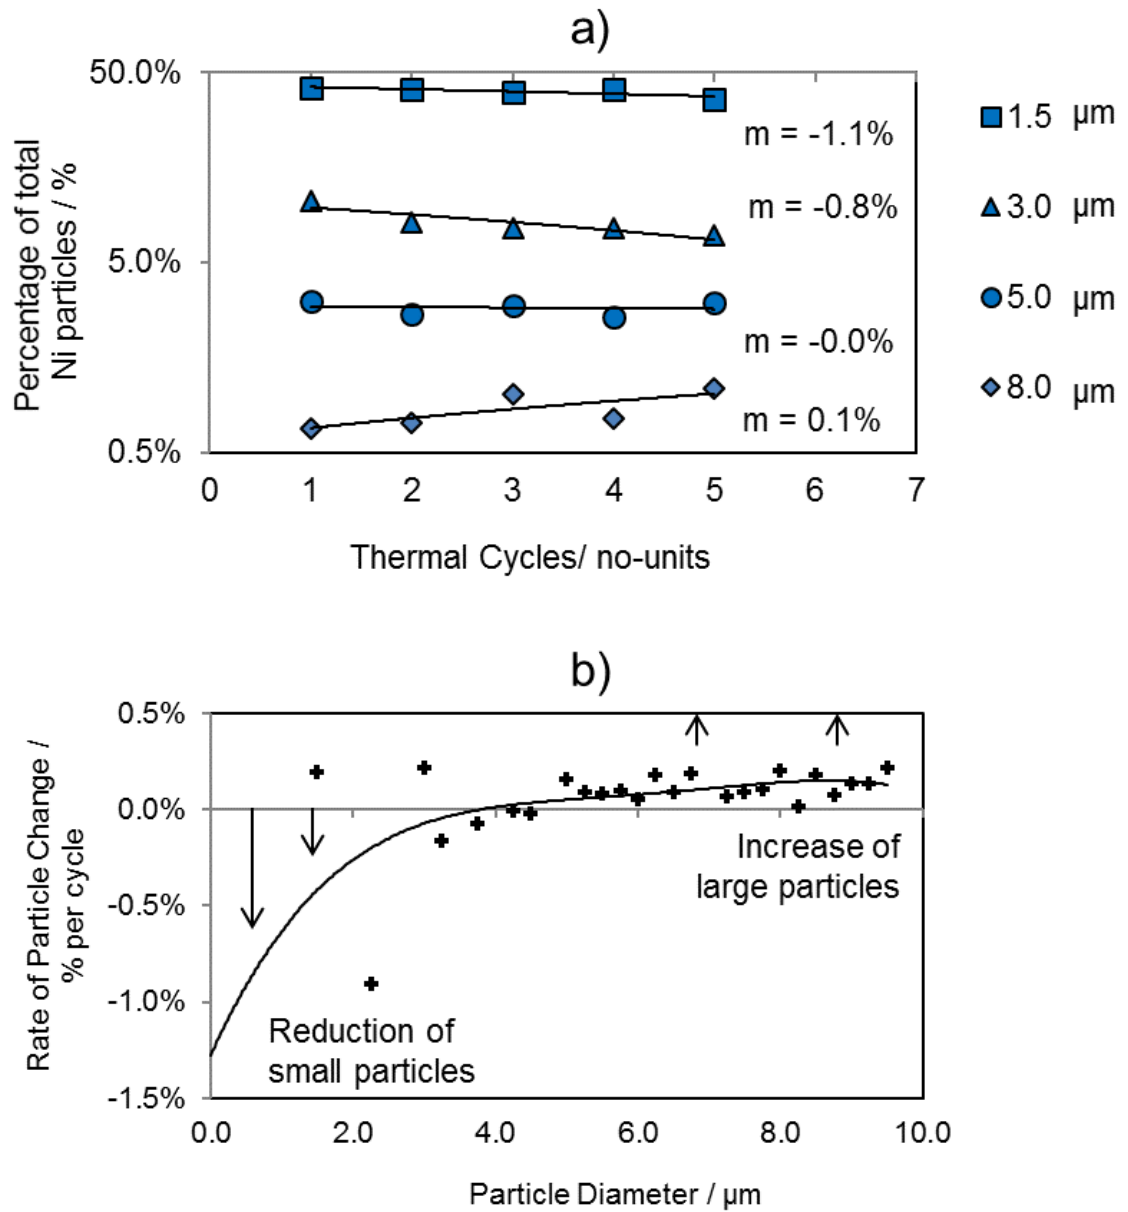 a)
50.0%
5.0%
0.5%
Percentage of total
Ni particles / %
m = -1.1%
m = -0.8%
m = -0.0%
m = 0.1%
1.5 µm
3.0 µm
5.0 µm
8.0 µm
0 1 2 3 4 5 6 7
Thermal Cycles/ no-units
b)
0.5%
0.0%
-0.5%
-1.0%
-1.5%
Rate of Particle Change /
% per cycle
Increase of
large particles
Reduction of
small particles
0.0 2.0 4.0 6.0 8.0 10.0
Particle Diameter / µm